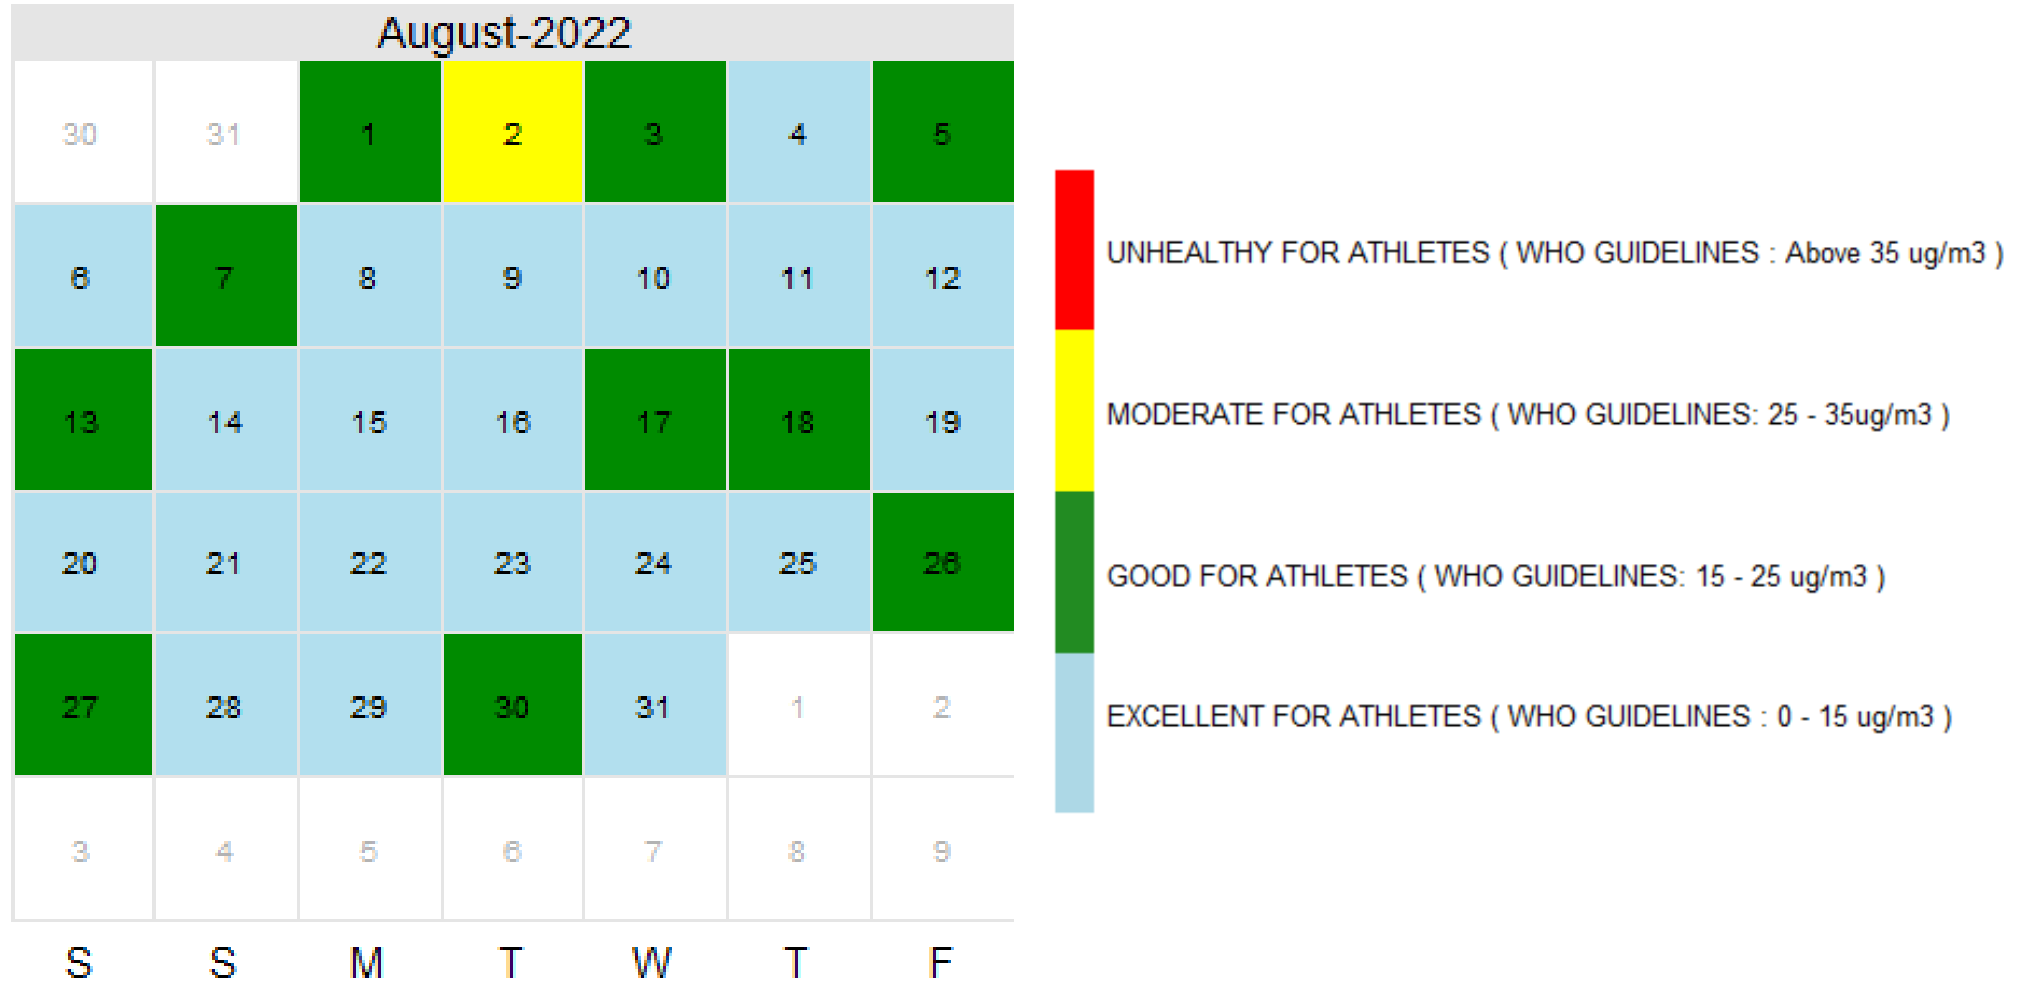 August-2022
30 31 1 2 3 4 5
6 7 8 9 10 11 12
13 14 15 16 17 18 19
20 21 22 23 24 25 26
27 28 29 30 31 1 2
3 4 5 6 7 8 9
S S M T W T F
UNHEALTHY FOR ATHLETES ( WHO GUIDELINES : Above 35 ug/m3 )
MODERATE FOR ATHLETES ( WHO GUIDELINES: 25 - 35ug/m3 )
GOOD FOR ATHLETES ( WHO GUIDELINES: 15 - 25 ug/m3 )
EXCELLENT FOR ATHLETES ( WHO GUIDELINES : 0 - 15 ug/m3 )